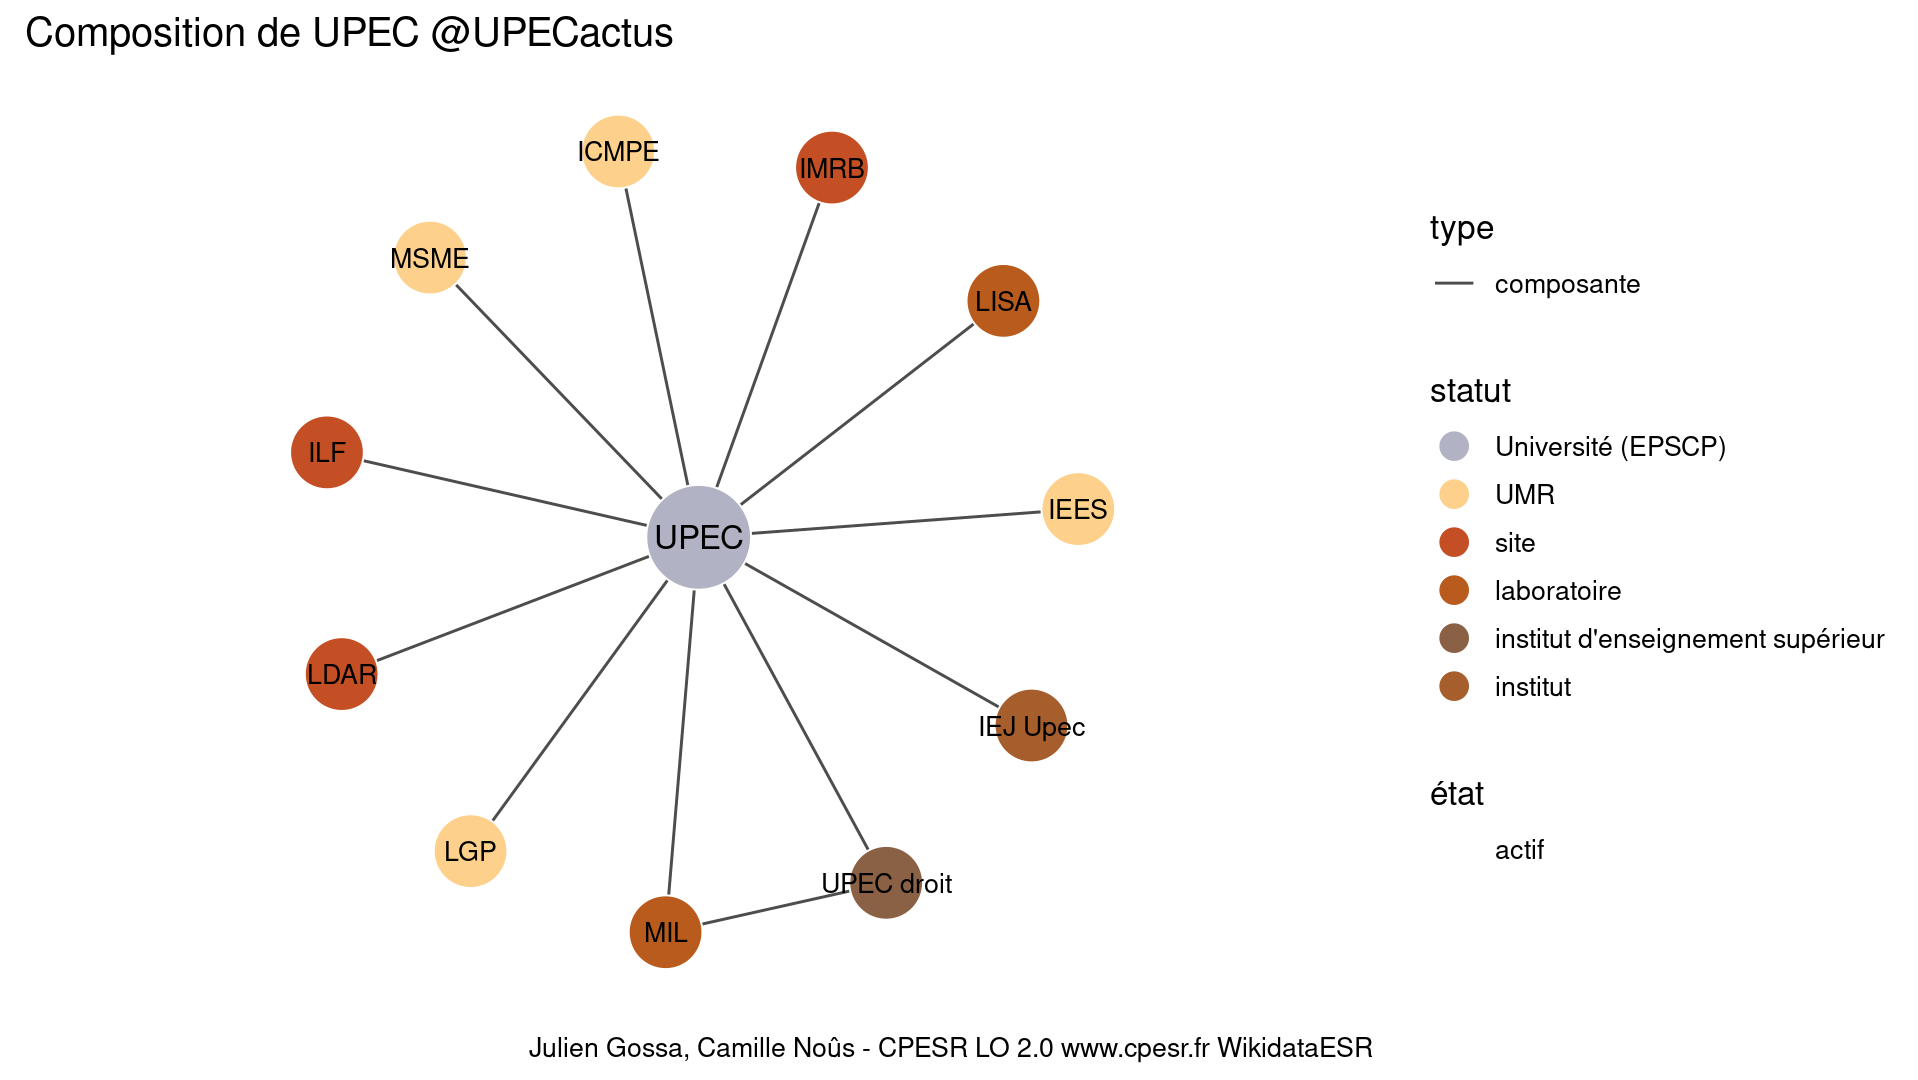 Composition de UPEC @UPECactus
ICMPE
IMRB
MSME
LISA
ILF
IEES
UPEC
LDAR
IEJ Upec
LGP
UPEC droit
MIL
type
composante
statut
Université (EPSCP)
UMR
site
laboratoire
institut d'enseignement supérieur
institut
état
actif
Julien Gossa, Camille Noûs - CPESR LO 2.0 www.cpesr.fr WikidataESR